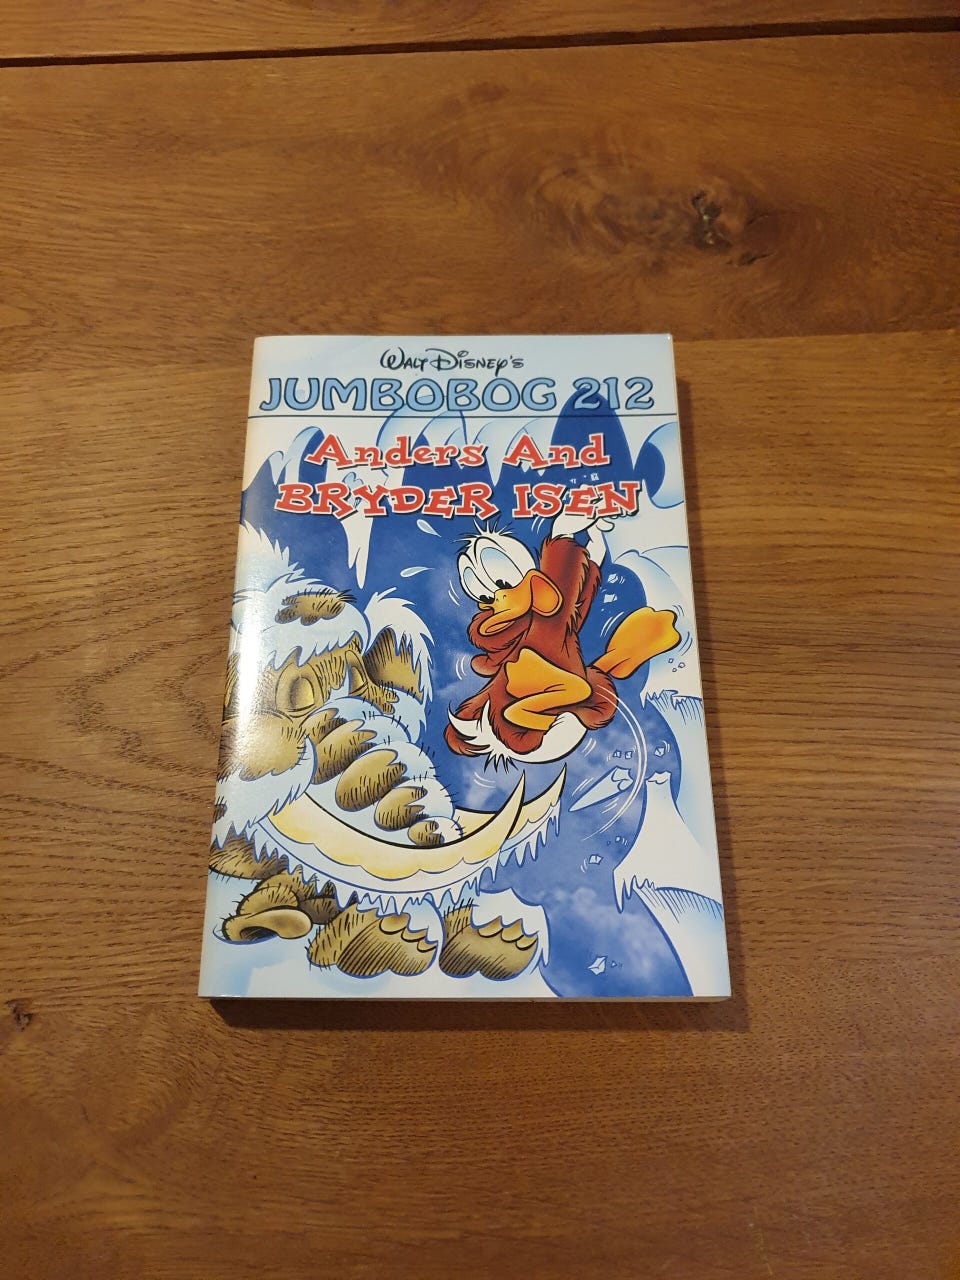 Walt Disney's
JUMBOBOG 212
Anders And
BRYDER ISEN